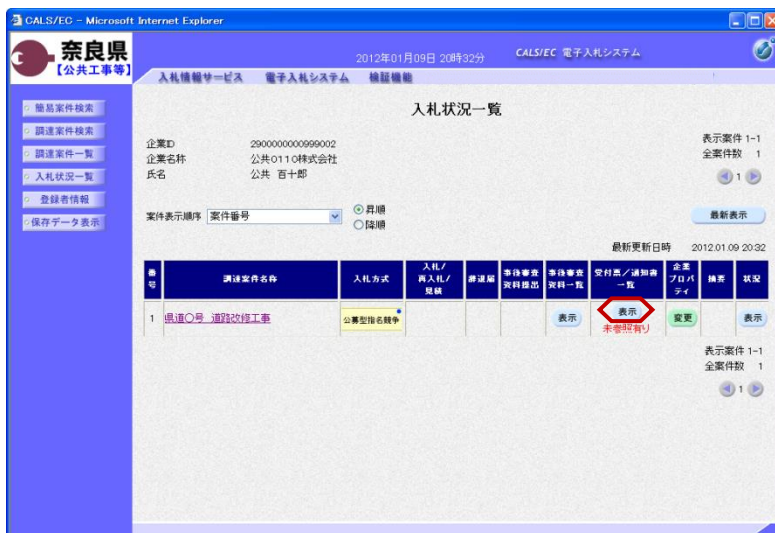 CALS/EC - Microsoft Internet Explorer
奈良県
【公共工事等】
2012年01月09日 20時32分
CALS/EC 電子入札システム
入札情報サービス 電子入札システム 検証機能
簡易案件検索
調達案件検索
調達案件一覧
入札状況一覧
登録者情報
保存データ表示
入札状況一覧
企業ID 2900000000999002
企業名称 公共0110株式会社
氏名 公共 百十郎
表示案件 1-1
全案件数 1
1
案件表示順序 案件番号
昇順
降順
最新表示
最新更新日時 2012.01.09 20:32
番号 調達案件名称 入札方式 入札/再入札/見積 辞退届 事後審査資料提出 事後審査資料一覧 受付票/通知書一覧 企業プロパティ 摘要 状況
1 県道〇号 道路改修工事 公募型指名競争 表示 表示 変更 表示
未参照有り
表示案件 1-1
全案件数 1
1